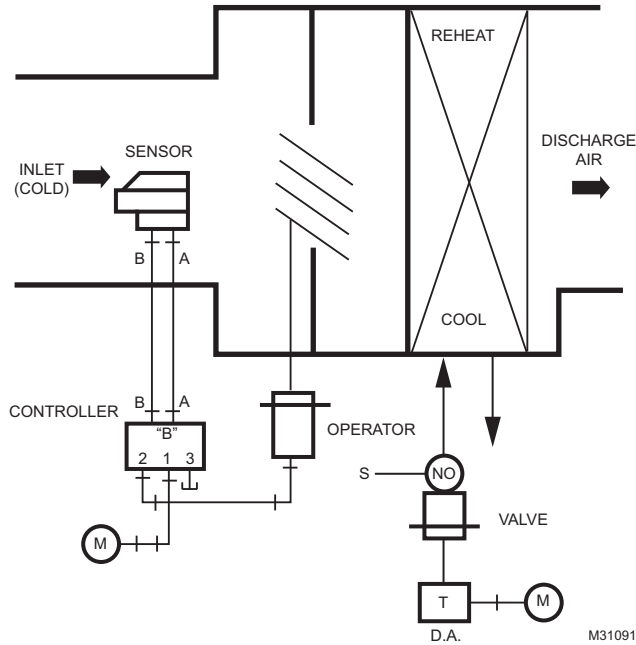 REHEAT
SENSOR
DISCHARGE
AIR
INLET
(COLD)
B
A
COOL
B
A
CONTROLLER
"B"
2 1 3
OPERATOR
S
NO
M
VALVE
T
M
D.A.
M31091